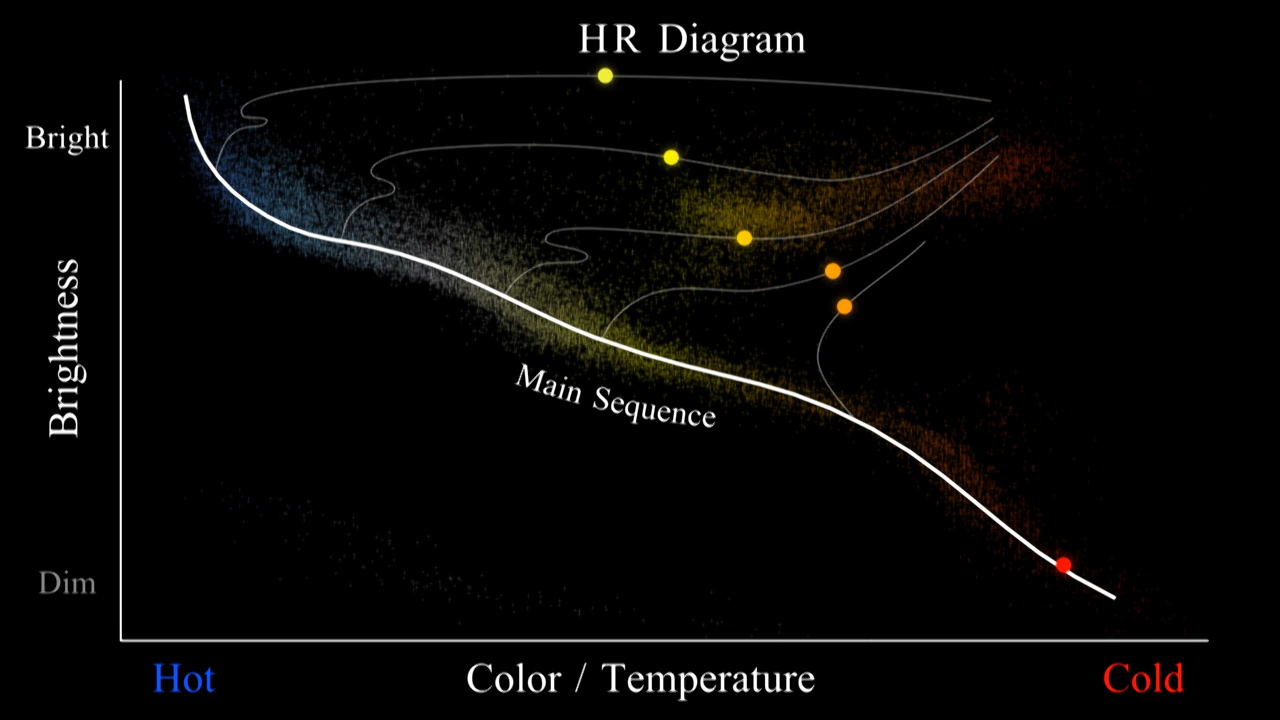 HR Diagram
Bright
Brightness
Main Sequence
Dim
Hot
Color / Temperature
Cold